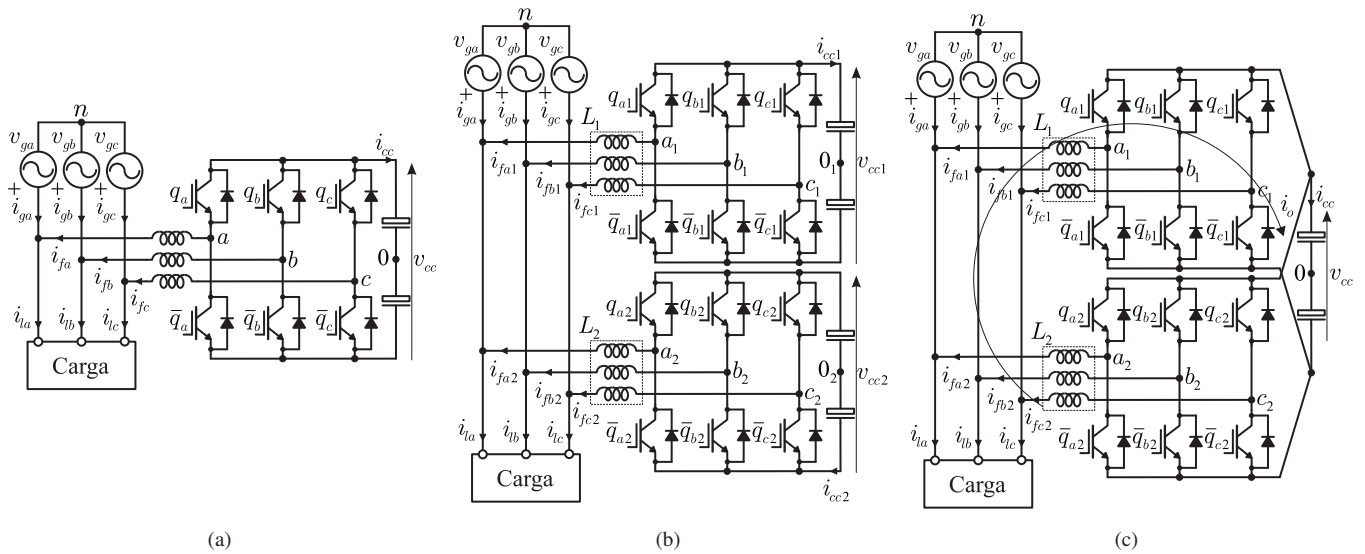 n
v_ga v_gb v_gc
+ + +
i_ga i_gb i_gc
q_a q_b q_c
i_cc
a
b
c
0
v_cc
i_fa
i_fb
i_fc
q̅_a q̅_b q̅_c
i_la i_lb i_lc
Carga
(a)
n
v_ga v_gb v_gc
+ + +
i_ga i_gb i_gc
q_a1 q_b1 q_c1
i_cc1
L_1
a_1
b_1
c_1
0_1
v_cc1
i_fa1
i_fb1
i_fc1
q̅_a1 q̅_b1 q̅_c1
q_a2 q_b2 q_c2
L_2
a_2
b_2
c_2
0_2
v_cc2
i_fa2
i_fb2
i_fc2
q̅_a2 q̅_b2 q̅_c2
i_cc2
i_la i_lb i_lc
Carga
(b)
n
v_ga v_gb v_gc
+ + +
i_ga i_gb i_gc
q_a1 q_b1 q_c1
L_1
a_1
b_1
c_1
i_o
i_cc
0
v_cc
i_fa1
i_fb1
i_fc1
q̅_a1 q̅_b1 q̅_c1
q_a2 q_b2 q_c2
L_2
a_2
b_2
c_2
i_fa2
i_fb2
i_fc2
q̅_a2 q̅_b2 q̅_c2
i_la i_lb i_lc
Carga
(c)